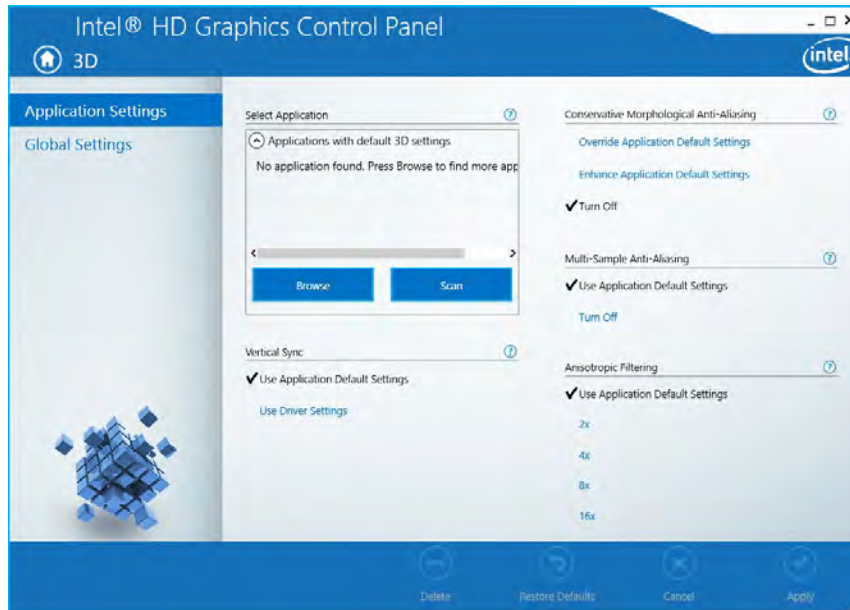 Intel® HD Graphics Control Panel
3D
intel
Application Settings
Global Settings
Select Application
Applications with default 3D settings
No application found. Press Browse to find more app
Browse
Scan
Vertical Sync
Use Application Default Settings
Use Driver Settings
Conservative Morphological Anti-Aliasing
Override Application Default Settings
Enhance Application Default Settings
Turn Off
Multi-Sample Anti-Aliasing
Use Application Default Settings
Turn Off
Anisotropic Filtering
Use Application Default Settings
2x
4x
8x
16x
Delete
Restore Defaults
Cancel
Apply